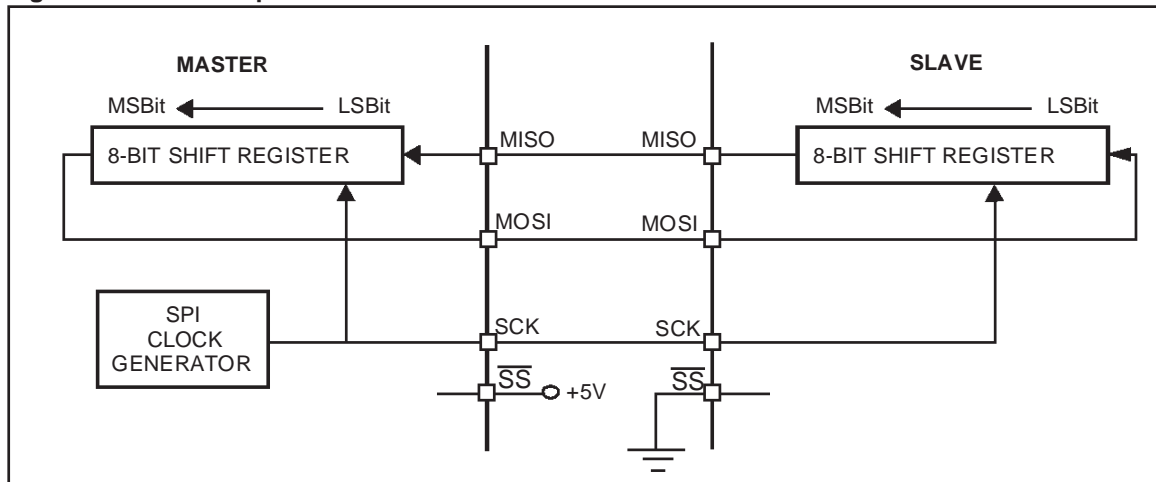 MASTER
SLAVE
MSBit LSBit
MSBit LSBit
8-BIT SHIFT REGISTER
MISO
MISO
8-BIT SHIFT REGISTER
MOSI
MOSI
SPI
CLOCK
GENERATOR
SCK
SCK
SS
+5V
SS